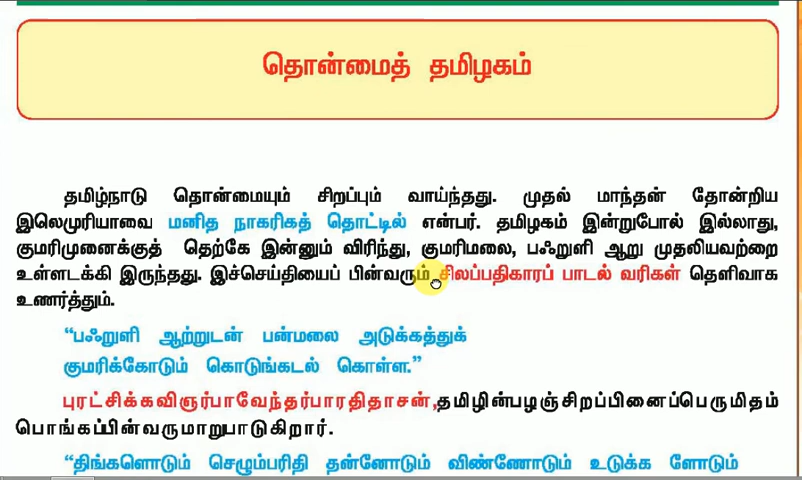 தொன்மைத் தமிழகம்
தமிழ்நாடு தொன்மையும் சிறப்பும் வாய்ந்தது. முதல் மாந்தன் தோன்றிய
இலெமுரியாவை மனித நாகரிகத் தொட்டில் என்பர். தமிழகம் இன்றுபோல் இல்லாது,
குமரிமுனைக்குத் தெற்கே இன்னும் விரிந்து, குமரிமலை, பஃறுளி ஆறு முதலியவற்றை
உள்ளடக்கி இருந்தது. இச்செய்தியைப் பின்வரும் சிலப்பதிகாரப் பாடல் வரிகள் தெளிவாக
உணர்த்தும்.
“பஃறுளி ஆற்றுடன் பன்மலை அடுக்கத்துக்
குமரிக்கோடும் கொடுங்கடல் கொள்ள.”
புரட்சிக்கவிஞர்பாவேந்தர்பாரதிதாசன்,தமிழின்பழஞ்சிறப்பினைப்பெருமிதம்
பொங்கப்பின்வருமாறுபாடுகிறார்.
“திங்களொடும் செழும்பரிதி தன்னோடும் விண்ணோடும் உடுக்க ளோடும்